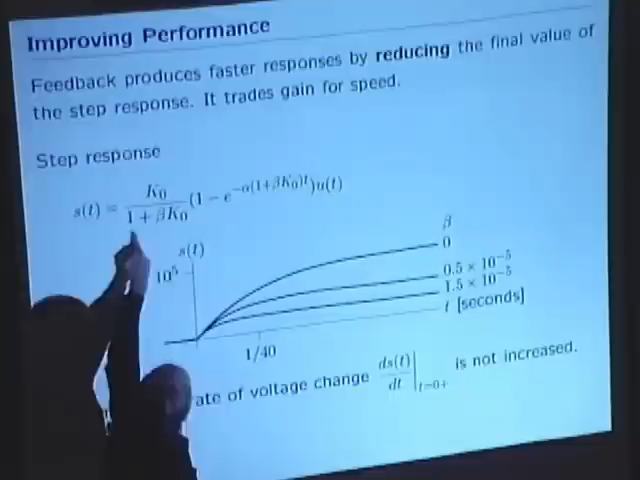 Improving Performance
Feedback produces faster responses by reducing the final value of
the step response. It trades gain for speed.
Step response
s(t) = K₀ / (1 + βK₀) (1 − e^{−α(1+βK₀)t})u(t)
β
s(t)
0
10⁵
0.5 × 10⁻⁵
1.5 × 10⁻⁵
t [seconds]
1/40
ate of voltage change ds(t)/dt |_{t=0+} is not increased.